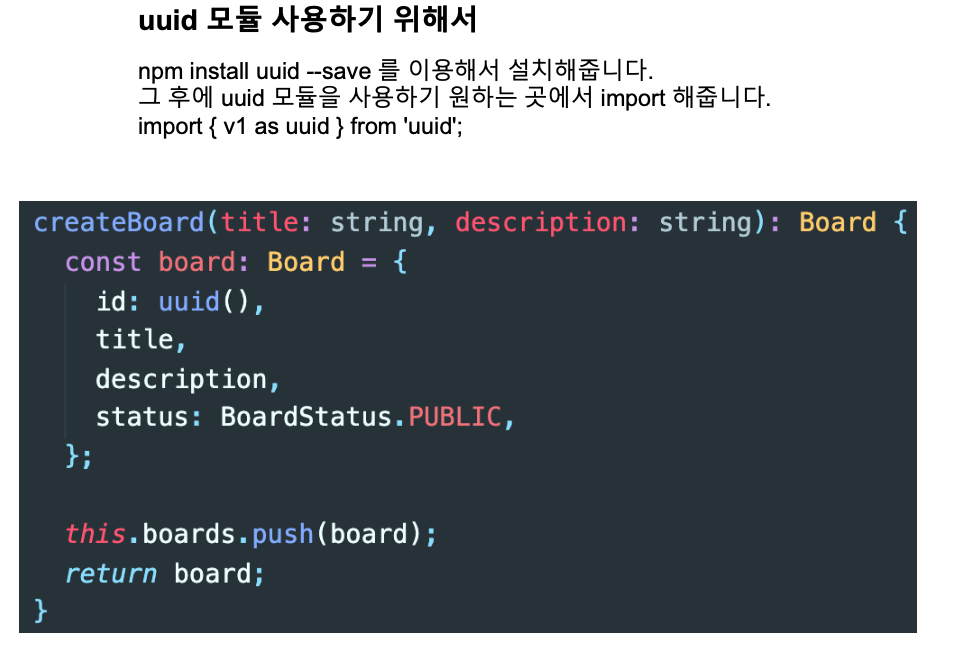 uuid 모듈 사용하기 위해서
npm install uuid --save 를 이용해서 설치해줍니다.
그 후에 uuid 모듈을 사용하기 원하는 곳에서 import 해줍니다.
import { v1 as uuid } from 'uuid';
createBoard(title: string, description: string): Board {
  const board: Board = {
    id: uuid(),
    title,
    description,
    status: BoardStatus.PUBLIC,
  };
  this.boards.push(board);
  return board;
}